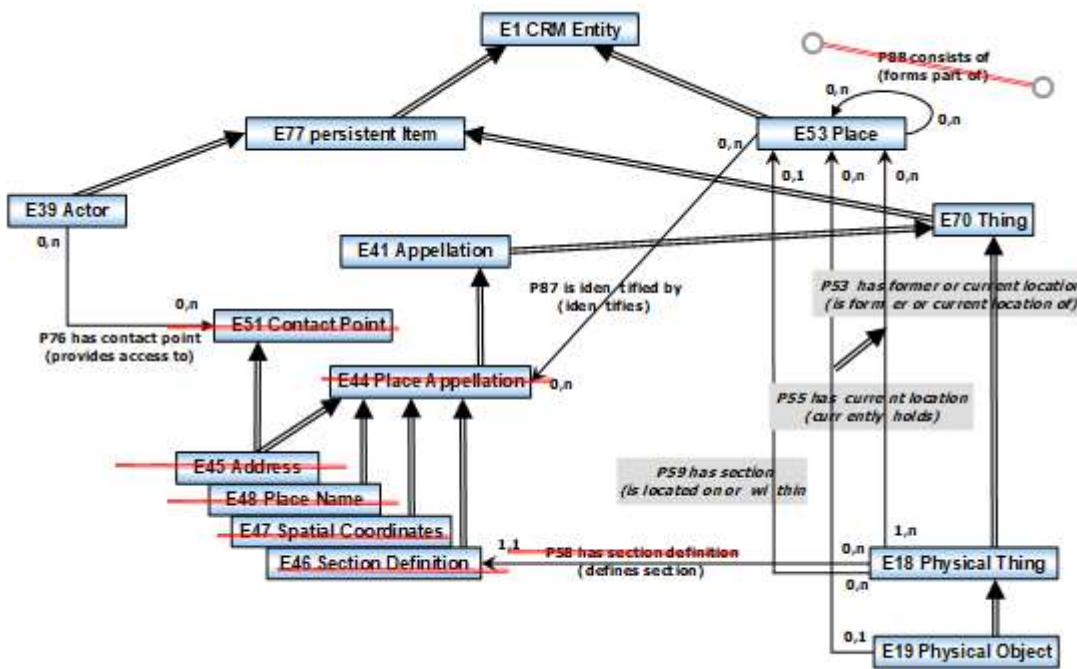 E1 CRM Entity
P88 consists of
(forms part of)
0,n
0,n
E77 persistent Item
E53 Place
0,n
0,1
0,n
0,n
E39 Actor
0,n
E70 Thing
E41 Appellation
P87 is iden tified by
(iden tifies)
P53 has former or current location
(is form er or current location of)
0,n
E51 Contact Point
P76 has contact point
(provides access to)
E44 Place Appellation
0,n
P55 has current location
(curr ently holds)
E45 Address
P59 has section
(is located on or wi thin
E48 Place Name
E47 Spatial Coordinates
1,n
1,1
P58 has section definition
(defines section)
0,n
E46 Section Definition
E18 Physical Thing
0,n
0,1
E19 Physical Object